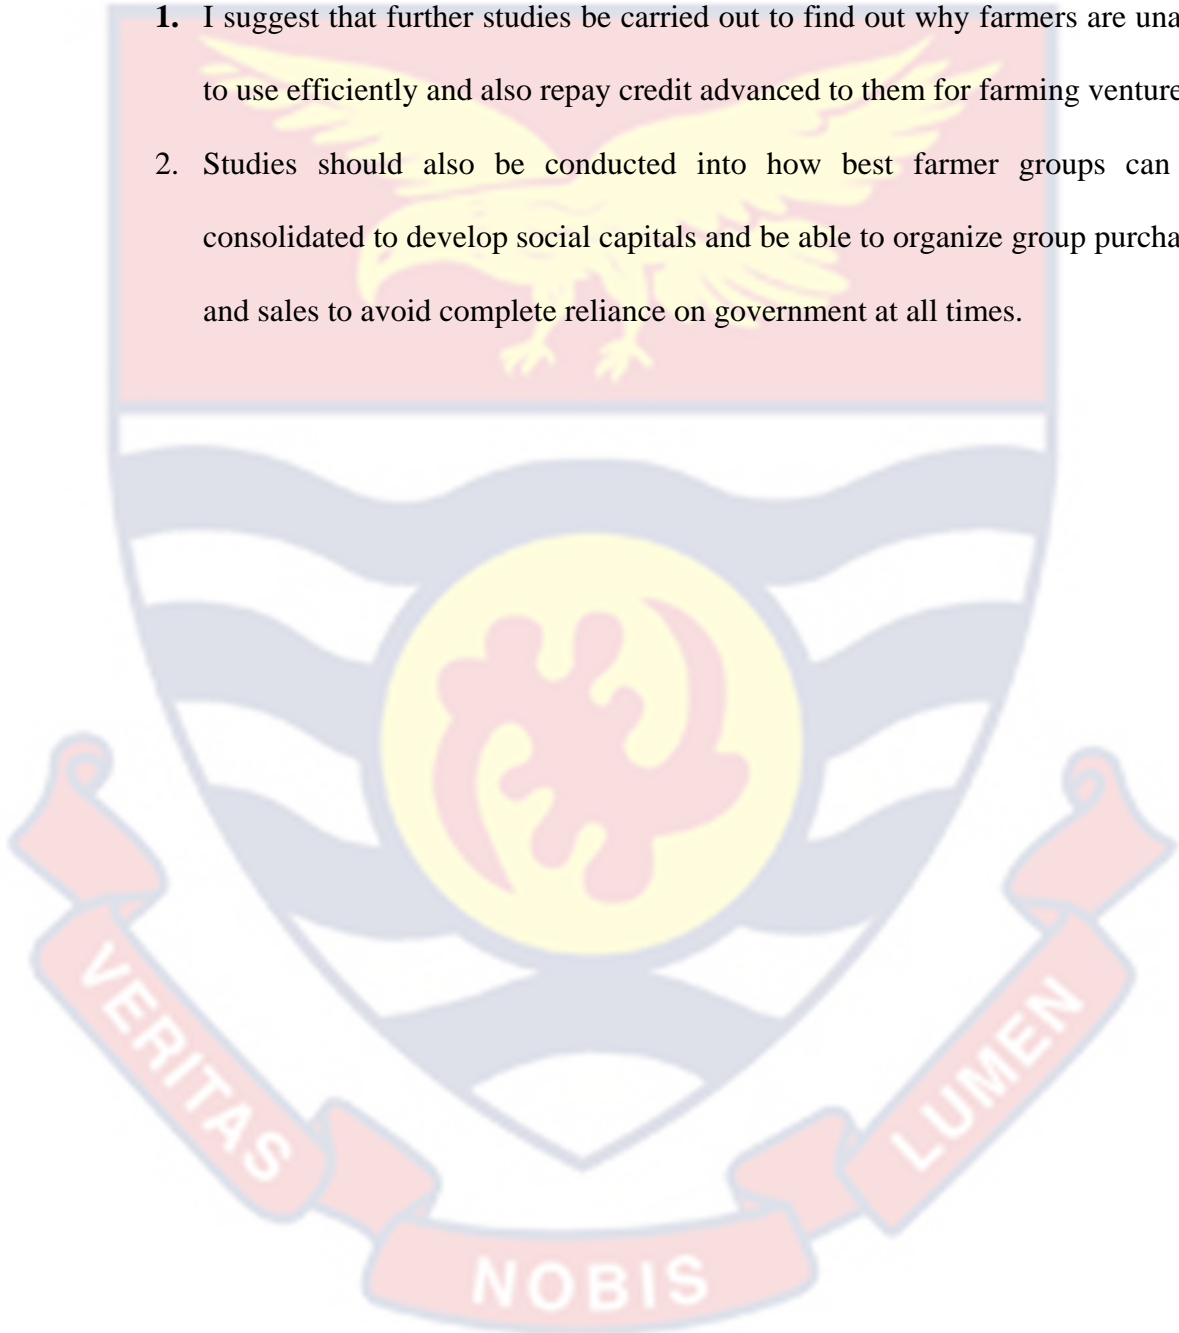 1. I suggest that further studies be carried out to find out why farmers are
to use efficiently and also repay credit advanced to them for farming
2. Studies should also be conducted into how best farmer groups can
consolidated to develop social capitals and be able to organize group
and sales to avoid complete reliance on government at all times.
VERITAS
NOBIS
LUMEN